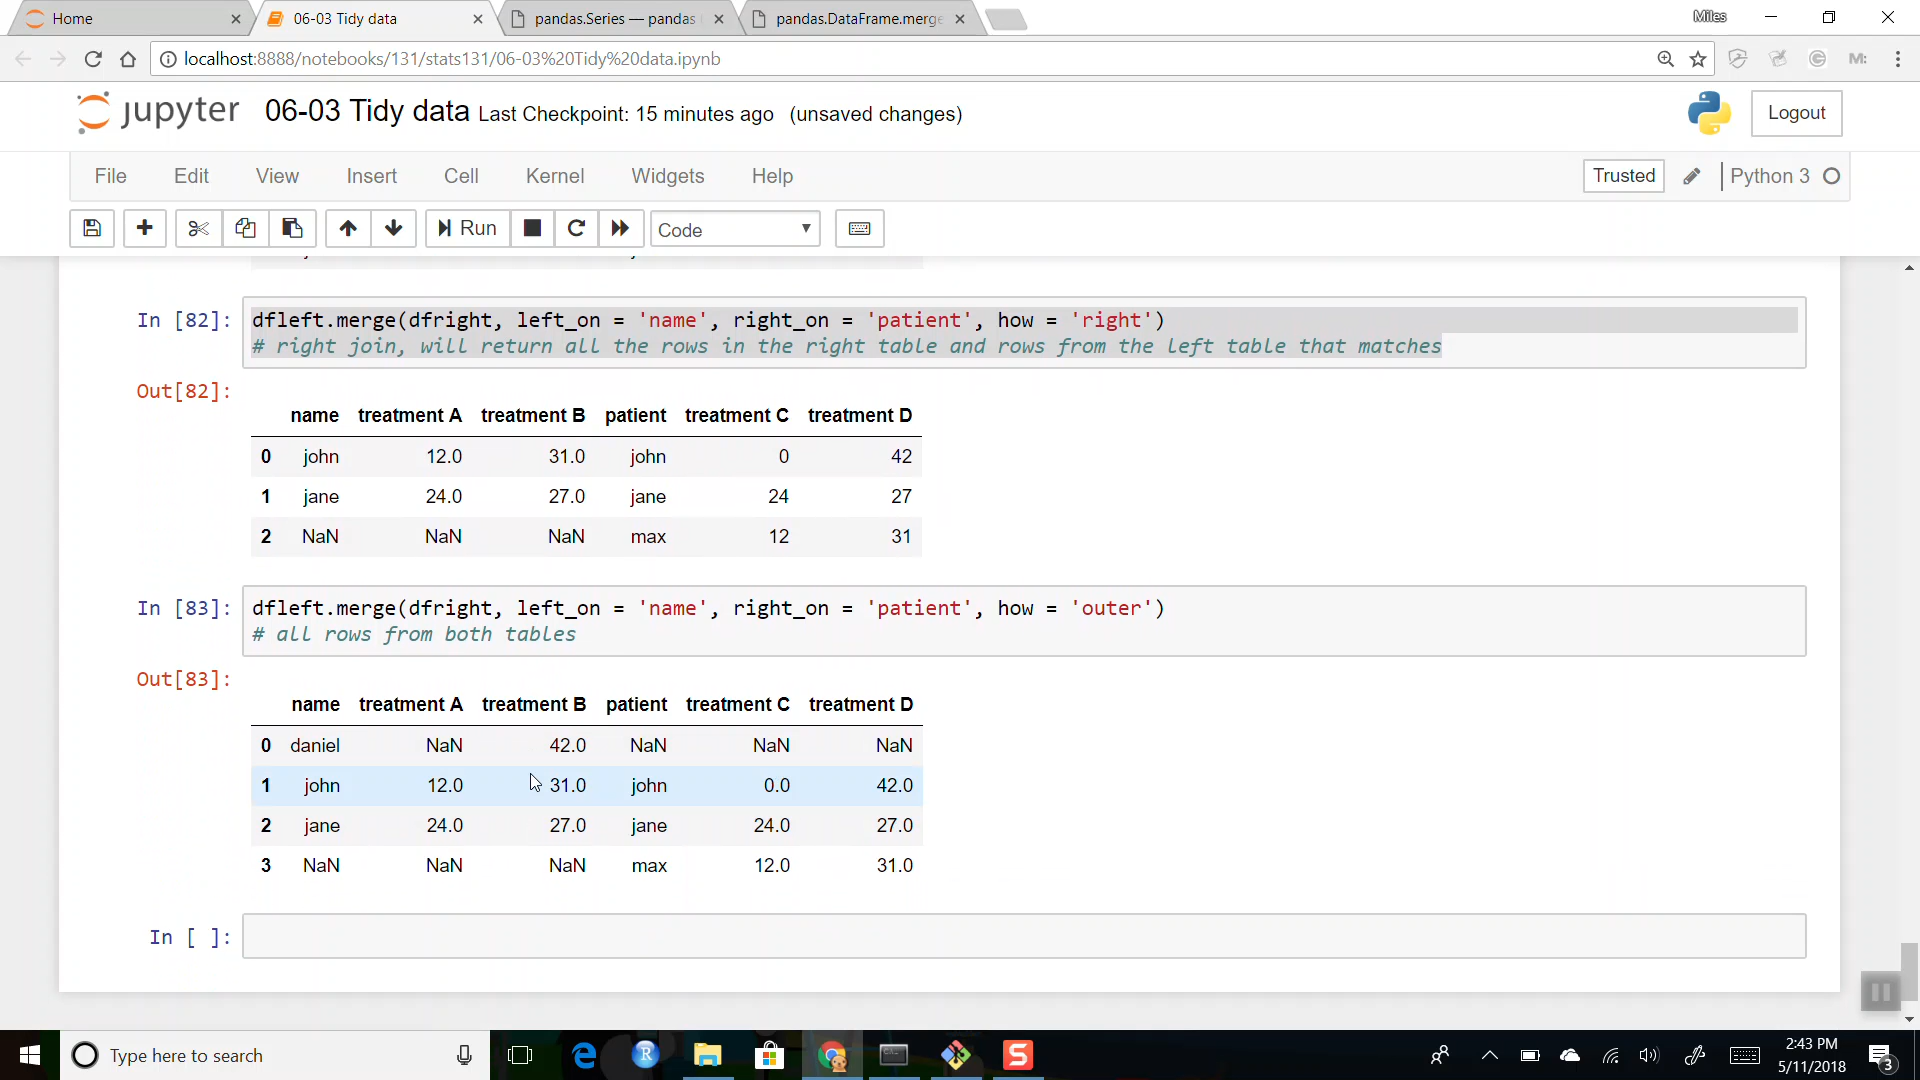 Home
06-03 Tidy data
pandas.Series — pandas
pandas.DataFrame.merge
Miles
localhost:8888/notebooks/131/stats131/06-03%20Tidy%20data.ipynb
jupyter 06-03 Tidy data Last Checkpoint: 15 minutes ago (unsaved changes)
Logout
File Edit View Insert Cell Kernel Widgets Help
Trusted
Python 3
Run
Code
In [82]: dfleft.merge(dfright, left_on = 'name', right_on = 'patient', how = 'right')
# right join, will return all the rows in the right table and rows from the left table that matches
Out[82]:
name treatment A treatment B patient treatment C treatment D
0 john 12.0 31.0 john 0 42
1 jane 24.0 27.0 jane 24 27
2 NaN NaN NaN max 12 31
In [83]: dfleft.merge(dfright, left_on = 'name', right_on = 'patient', how = 'outer')
# all rows from both tables
Out[83]:
name treatment A treatment B patient treatment C treatment D
0 daniel NaN 42.0 NaN NaN NaN
1 john 12.0 31.0 john 0.0 42.0
2 jane 24.0 27.0 jane 24.0 27.0
3 NaN NaN NaN max 12.0 31.0
In [ ]:
Type here to search
2:43 PM
5/11/2018
3